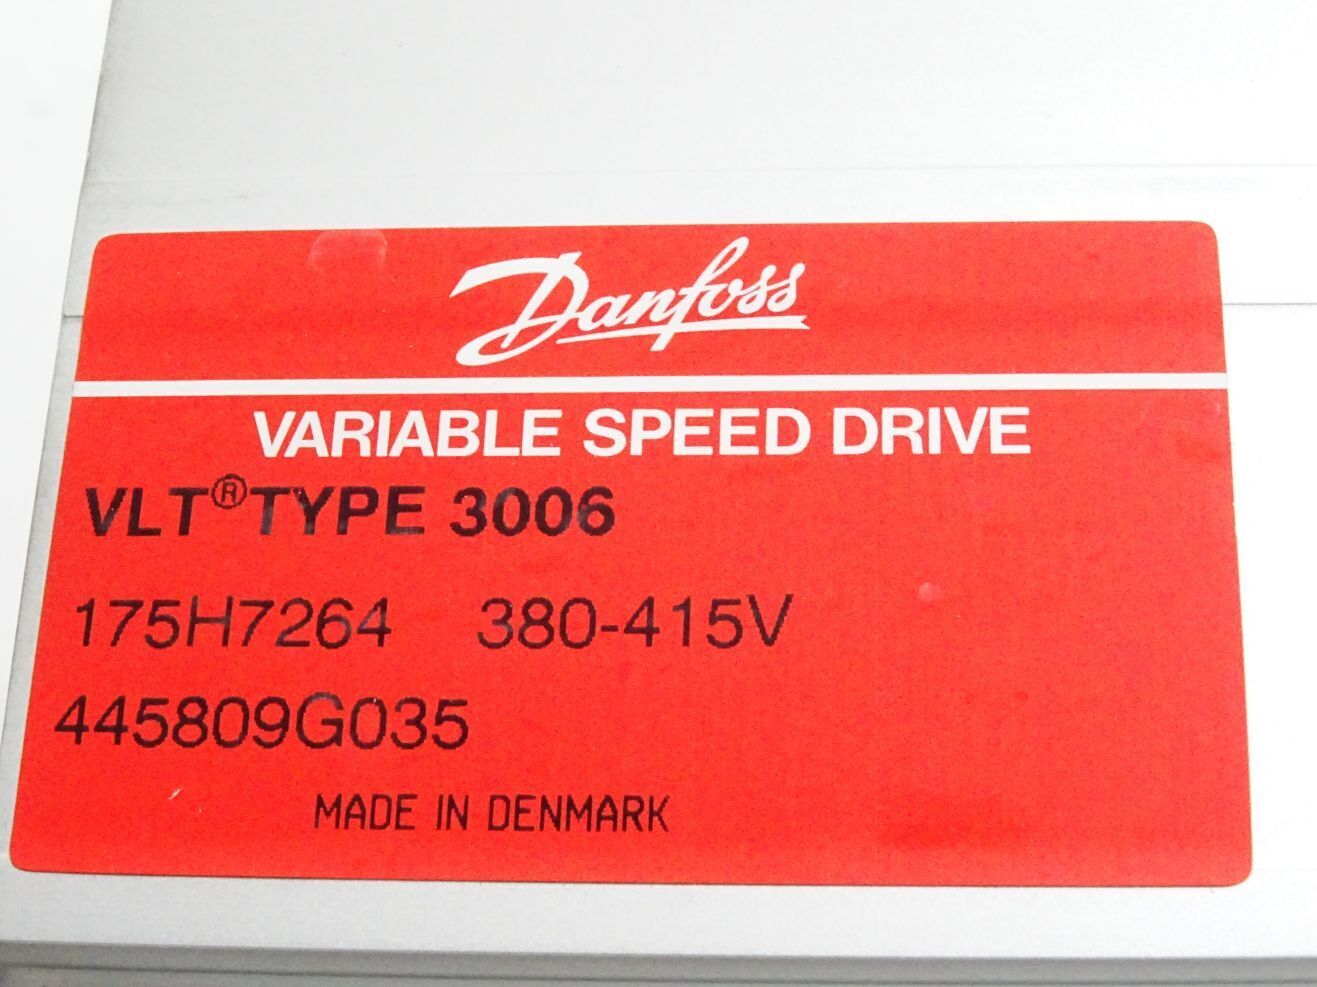 Danfoss
VARIABLE SPEED DRIVE
VLT® TYPE 3006
175H7264 380-415V
445809G035
MADE IN DENMARK